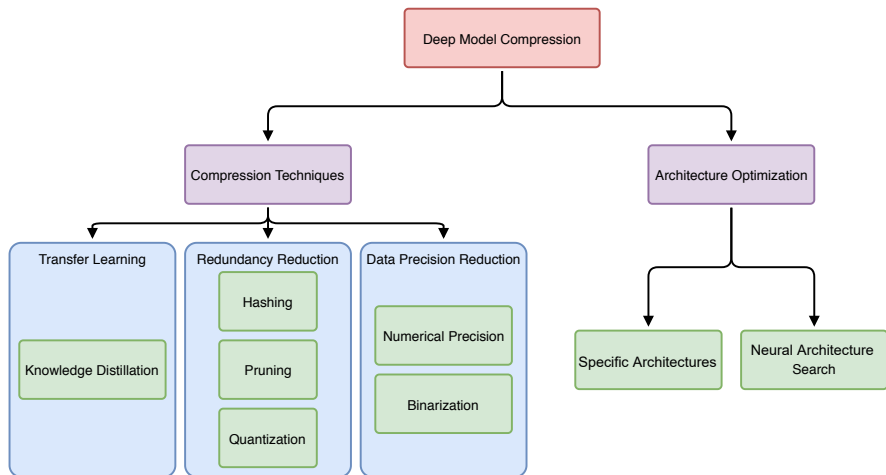 Deep Model Compression
Compression Techniques
Architecture Optimization
Transfer Learning
Knowledge Distillation
Redundancy Reduction
Hashing
Pruning
Quantization
Data Precision Reduction
Numerical Precision
Binarization
Specific Architectures
Neural Architecture
Search